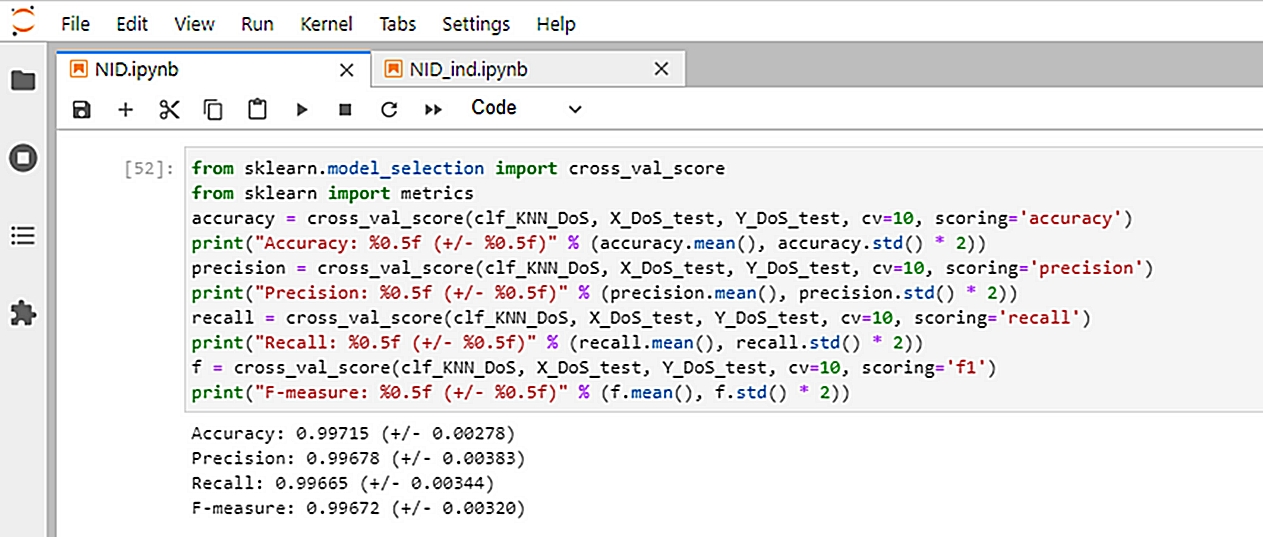 File Edit View Run Kernel Tabs Settings Help
NID.ipynb NID_ind.ipynb
Code
[52]: from sklearn.model_selection import cross_val_score
from sklearn import metrics
accuracy = cross_val_score(clf_KNN_DoS, X_DoS_test, Y_DoS_test, cv=10, scoring='accuracy')
print("Accuracy: %0.5f (+/- %0.5f)" % (accuracy.mean(), accuracy.std() * 2))
precision = cross_val_score(clf_KNN_DoS, X_DoS_test, Y_DoS_test, cv=10, scoring='precision')
print("Precision: %0.5f (+/- %0.5f)" % (precision.mean(), precision.std() * 2))
recall = cross_val_score(clf_KNN_DoS, X_DoS_test, Y_DoS_test, cv=10, scoring='recall')
print("Recall: %0.5f (+/- %0.5f)" % (recall.mean(), recall.std() * 2))
f = cross_val_score(clf_KNN_DoS, X_DoS_test, Y_DoS_test, cv=10, scoring='f1')
print("F-measure: %0.5f (+/- %0.5f)" % (f.mean(), f.std() * 2))
Accuracy: 0.99715 (+/- 0.00278)
Precision: 0.99678 (+/- 0.00383)
Recall: 0.99665 (+/- 0.00344)
F-measure: 0.99672 (+/- 0.00320)